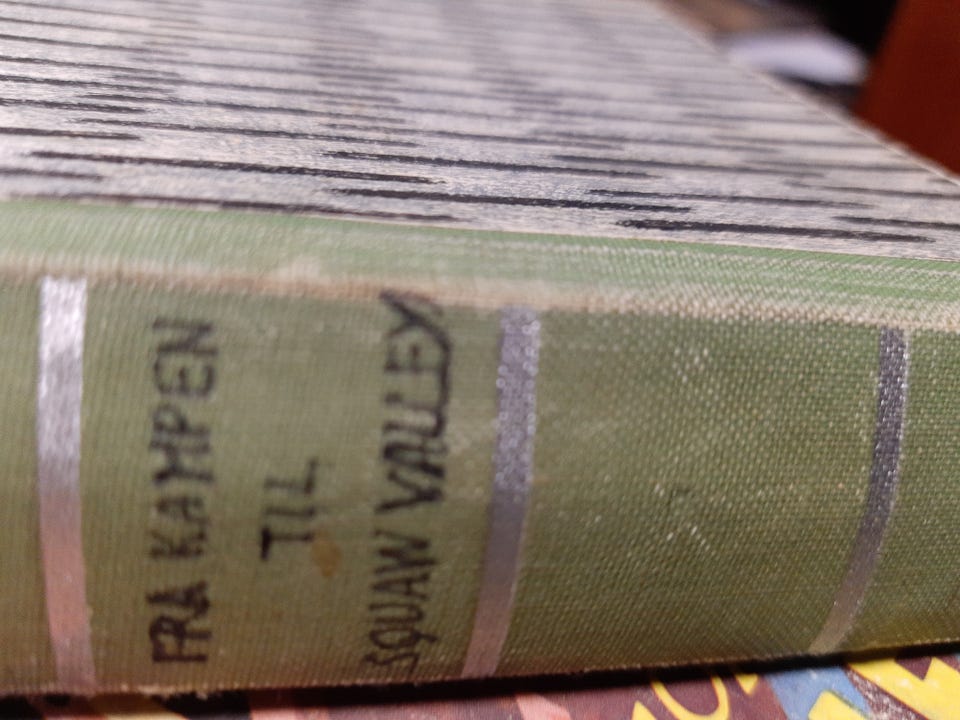 FRA KAMPEN
TIL
SQUAW VALLEY